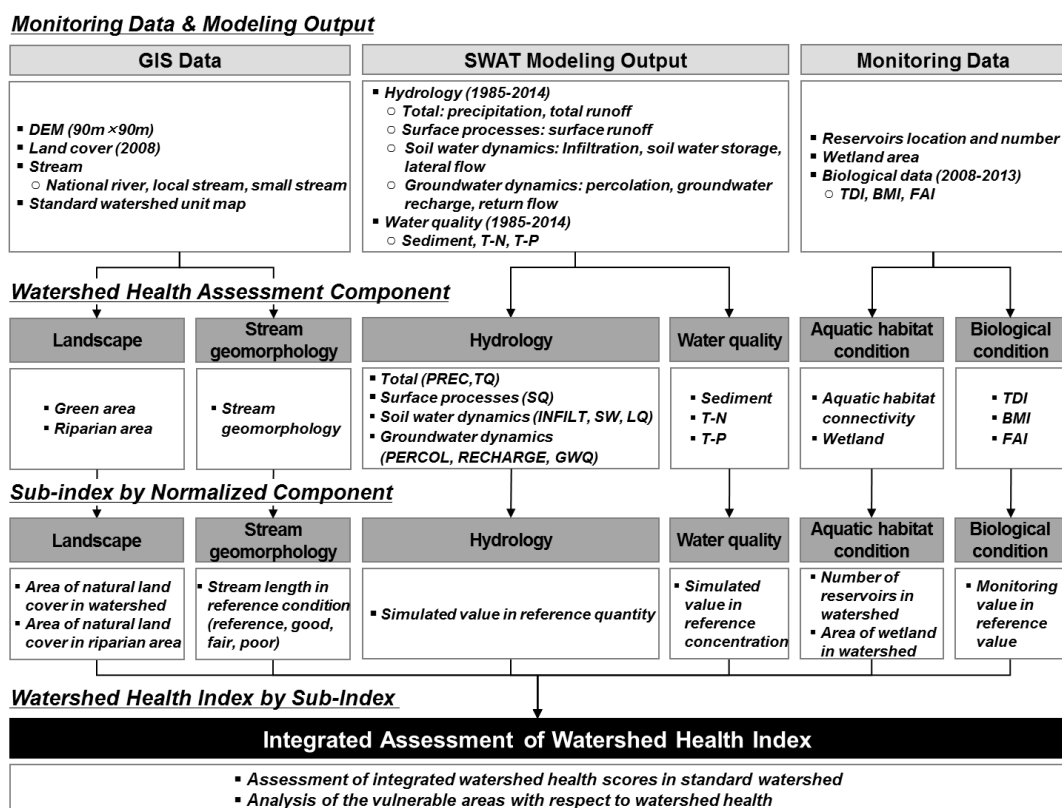 Monitoring Data & Modeling Output
GIS Data
▪ DEM (90m×90m)
▪ Land cover (2008)
▪ Stream
○ National river, local stream, small stream
▪ Standard watershed unit map
SWAT Modeling Output
▪ Hydrology (1985-2014)
○ Total: precipitation, total runoff
○ Surface processes: surface runoff
○ Soil water dynamics: Infiltration, soil water storage,
lateral flow
○ Groundwater dynamics: percolation, groundwater
recharge, return flow
▪ Water quality (1985-2014)
○ Sediment, T-N, T-P
Monitoring Data
▪ Reservoirs location and number
▪ Wetland area
▪ Biological data (2008-2013)
○ TDI, BMI, FAI
Watershed Health Assessment Component
Landscape
▪ Green area
▪ Riparian area
Stream
geomorphology
▪ Stream
geomorphology
Hydrology
▪ Total (PREC,TQ)
▪ Surface processes (SQ)
▪ Soil water dynamics (INFILT, SW, LQ)
▪ Groundwater dynamics
(PERCOL, RECHARGE, GWQ)
Water quality
▪ Sediment
▪ T-N
▪ T-P
Aquatic habitat
condition
▪ Aquatic habitat
connectivity
▪ Wetland
Biological
condition
▪ TDI
▪ BMI
▪ FAI
Sub-index by Normalized Component
Landscape
▪ Area of natural land
cover in watershed
▪ Area of natural land
cover in riparian area
Stream
geomorphology
▪ Stream length in
reference condition
(reference, good,
fair, poor)
Hydrology
▪ Simulated value in reference quantity
Water quality
▪ Simulated
value in
reference
concentration
Aquatic habitat
condition
▪ Number of
reservoirs in
watershed
▪ Area of wetland
in watershed
Biological
condition
▪ Monitoring
value in
reference
value
Watershed Health Index by Sub-Index
Integrated Assessment of Watershed Health Index
▪ Assessment of integrated watershed health scores in standard watershed
▪ Analysis of the vulnerable areas with respect to watershed health